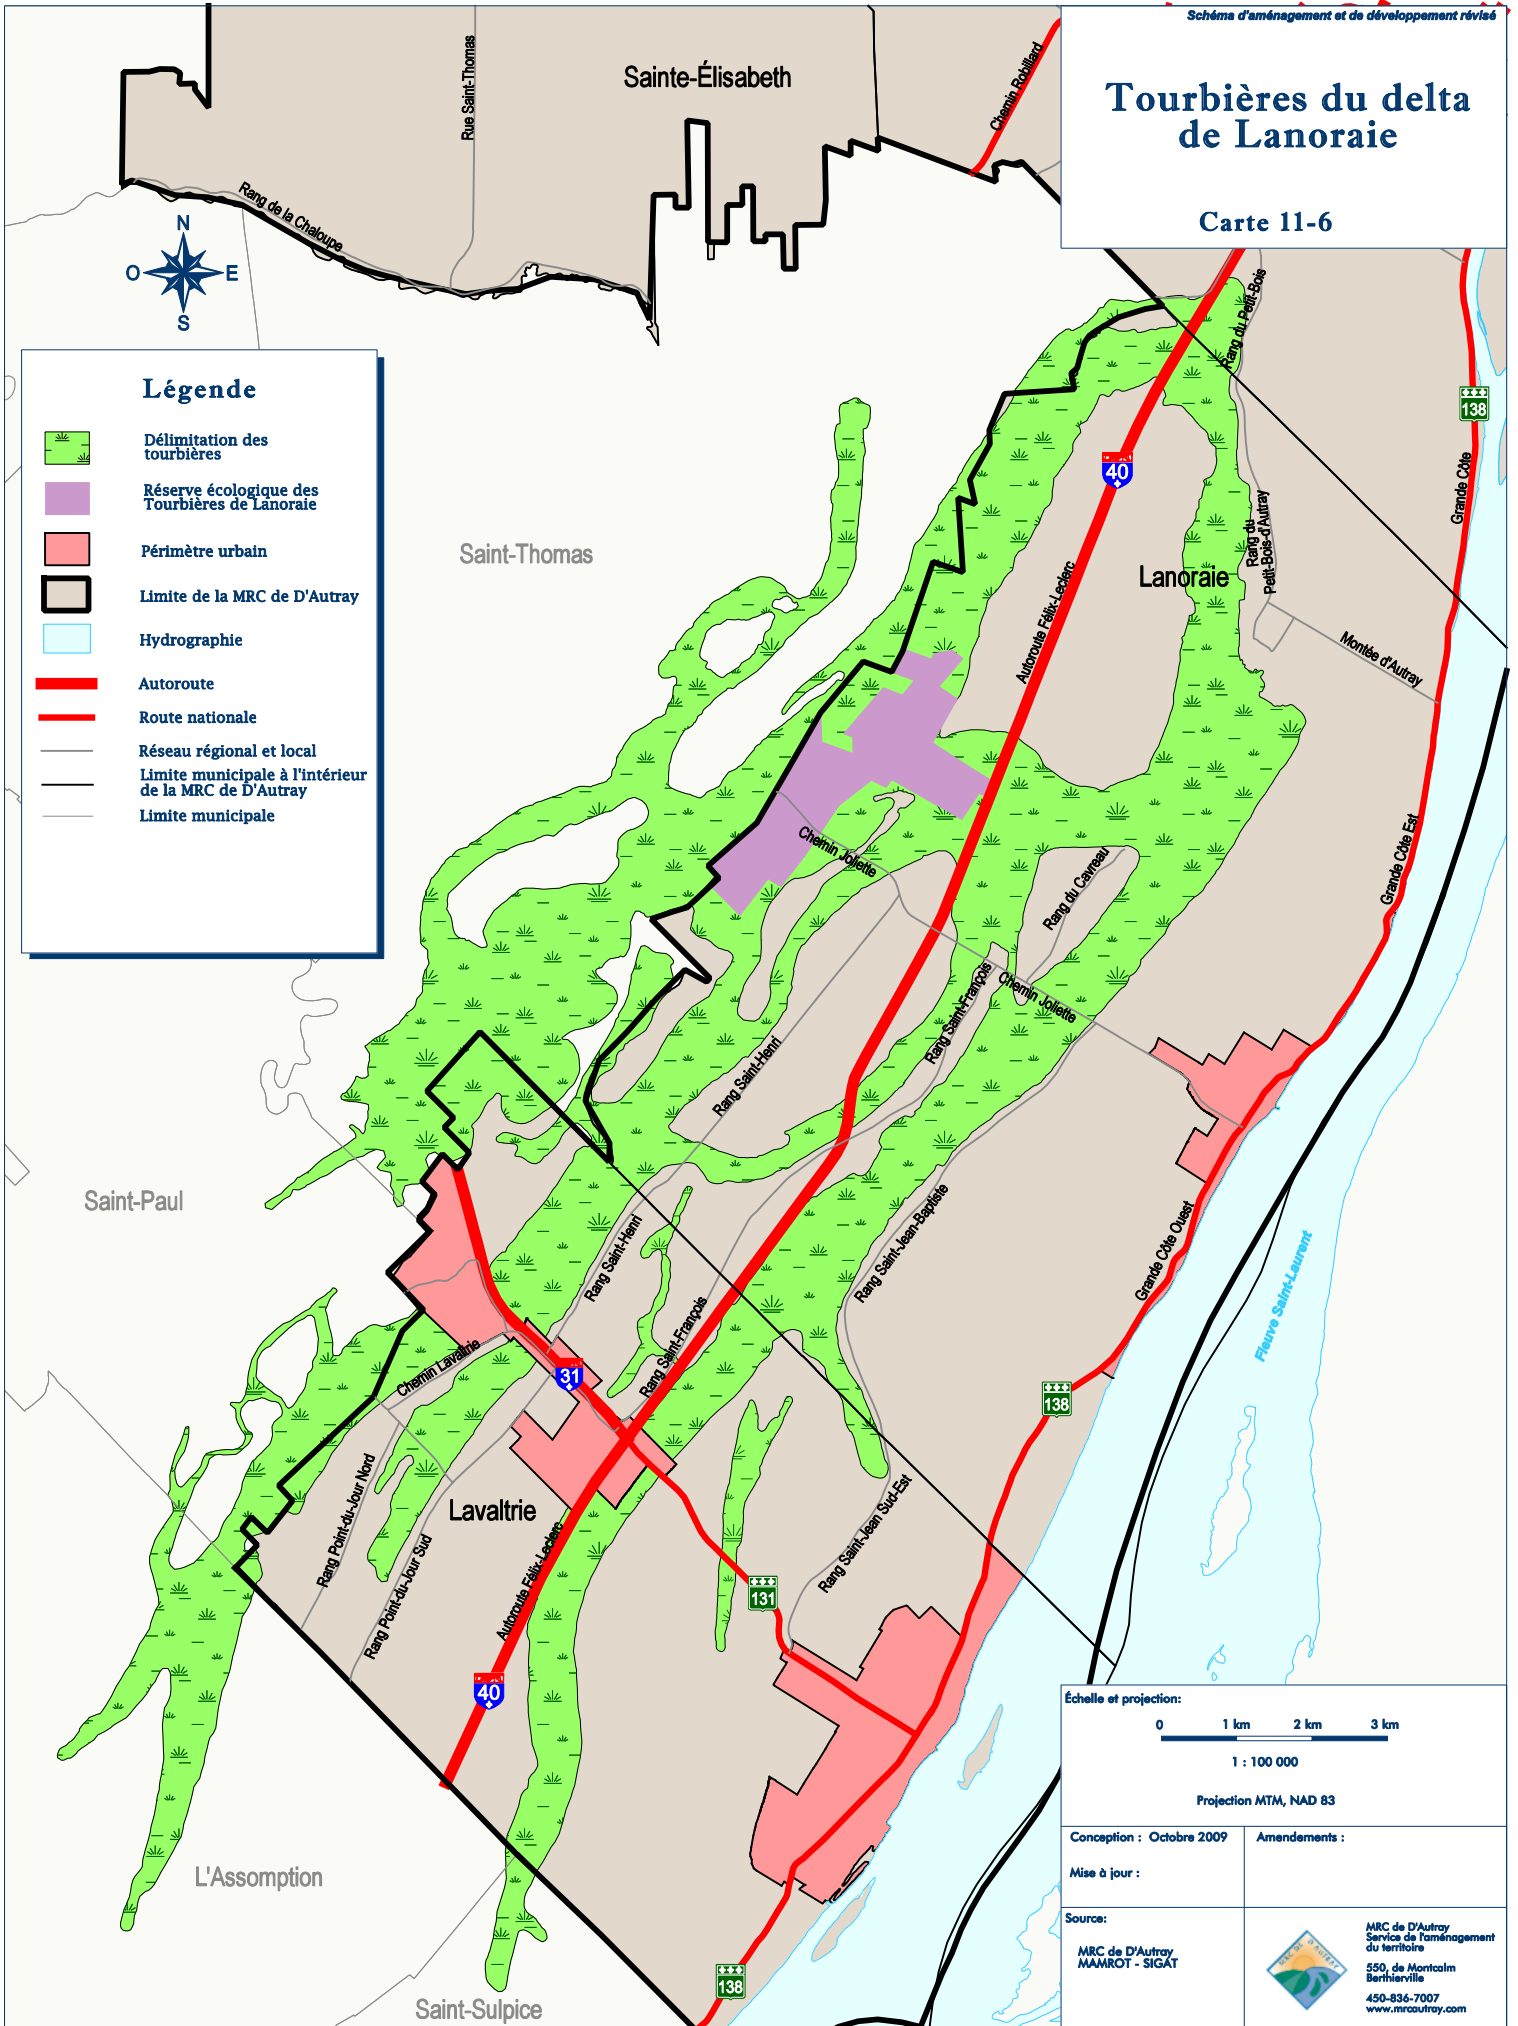 Schéma d'aménagement et de développement révisé
Tourbières du delta
de Lanoraie
Carte 11-6
Sainte-Élisabeth
Rue Saint-Thomas
Chemin Robillard
Rang de la Chaloupe
N
O
E
S
Légende
Délimitation des
tourbières
Réserve écologique des
Tourbières de Lanoraie
Périmètre urbain
Limite de la MRC de D'Autray
Hydrographie
Autoroute
Route nationale
Réseau régional et local
Limite municipale à l'intérieur
de la MRC de D'Autray
Limite municipale
Rang du Petit-Bois
138
Grande Côte
40
Saint-Thomas
Autoroute Félix-Leclerc
Lanoraie
Rang du
Petit-Bois-d'Autray
Montée d'Autray
Chemin Joliette
Rang du Cavreau
Grande Côte Est
Rang Saint-François
Chemin Joliette
Rang Saint-Henri
Saint-Paul
Rang Saint-Henri
Rang Saint-Jean-Baptiste
Grande Côte Ouest
Fleuve Saint-Laurent
Rang Saint-François
Chemin Lavaltrie
31
138
Rang Point-du-Jour Nord
Lavaltrie
Rang Point-du-Jour Sud
Autoroute Félix-Leclerc
Rang Saint-Jean Sud-Est
131
40
L'Assomption
138
Saint-Sulpice
Échelle et projection:
0 1 km 2 km 3 km
1 : 100 000
Projection MTM, NAD 83
Conception : Octobre 2009
Mise à jour :
Amendements :
Source:
MRC de D'Autray
MAMROT - SIGAT
MRC DE D'AUTRAY
MRC de D'Autray
Service de l'aménagement
du territoire
550, de Montcalm
Berthierville
450-836-7007
www.mrcautray.com